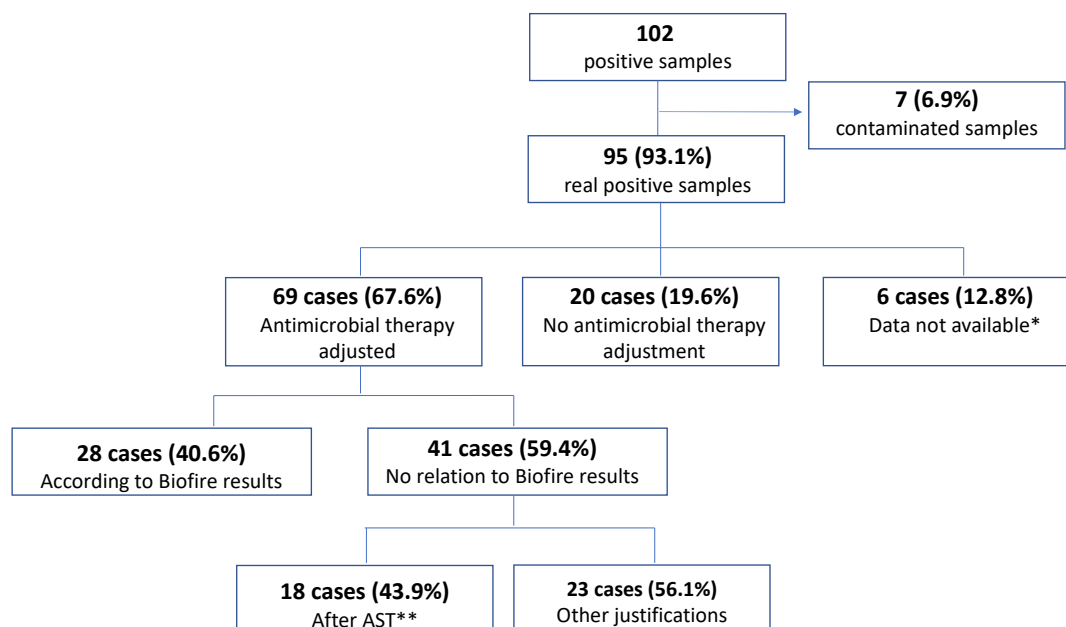 102
positive samples
7 (6.9%)
contaminated samples
95 (93.1%)
real positive samples
69 cases (67.6%)
Antimicrobial therapy
adjusted
20 cases (19.6%)
No antimicrobial therapy
adjustment
6 cases (12.8%)
Data not available*
28 cases (40.6%)
According to Biofire results
41 cases (59.4%)
No relation to Biofire results
18 cases (43.9%)
After AST**
23 cases (56.1%)
Other justifications